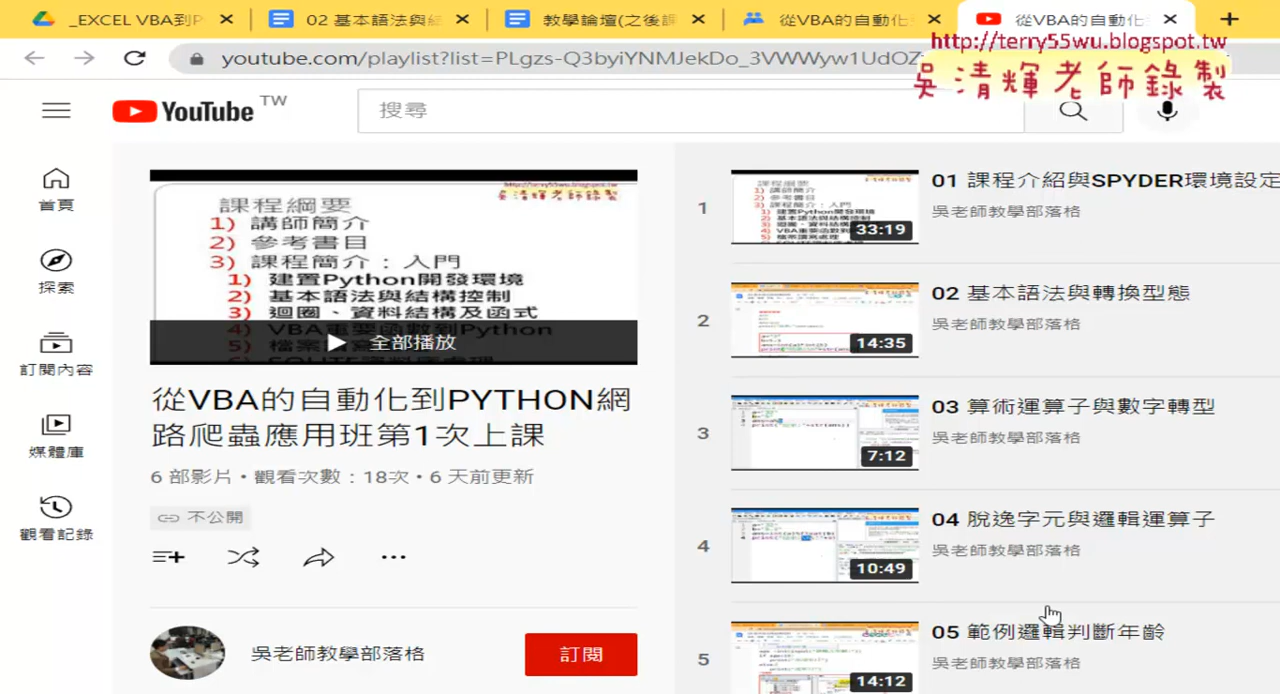 _EXCEL VBA到P
02 基本語法與結
教學論壇(之後課
從VBA的自動化
從VBA的自動化
http://terry55wu.blogspot.tw
吳清輝老師錄製
youtube.com/playlist?list=PLgzs-Q3byiYNMJekDo_3VWWyw1UdOZ
YouTube TW
搜尋
首頁
探索
訂閱內容
媒體庫
觀看記錄
課程綱要
1) 講師簡介
2) 參考書目
3) 課程簡介：入門
1) 建置Python開發環境
2) 基本語法與結構控制
3) 迴圈、資料結構及函式
4) VBA重要函數到Python
全部播放
從VBA的自動化到PYTHON網
路爬蟲應用班第1次上課
6 部影片・觀看次數：18次・6 天前更新
不公開
吳老師教學部落格
訂閱
1
33:19
01 課程介紹與SPYDER環境設定
吳老師教學部落格
2
14:35
02 基本語法與轉換型態
吳老師教學部落格
3
7:12
03 算術運算子與數字轉型
吳老師教學部落格
4
10:49
04 脫逸字元與邏輯運算子
吳老師教學部落格
5
14:12
05 範例邏輯判斷年齡
吳老師教學部落格